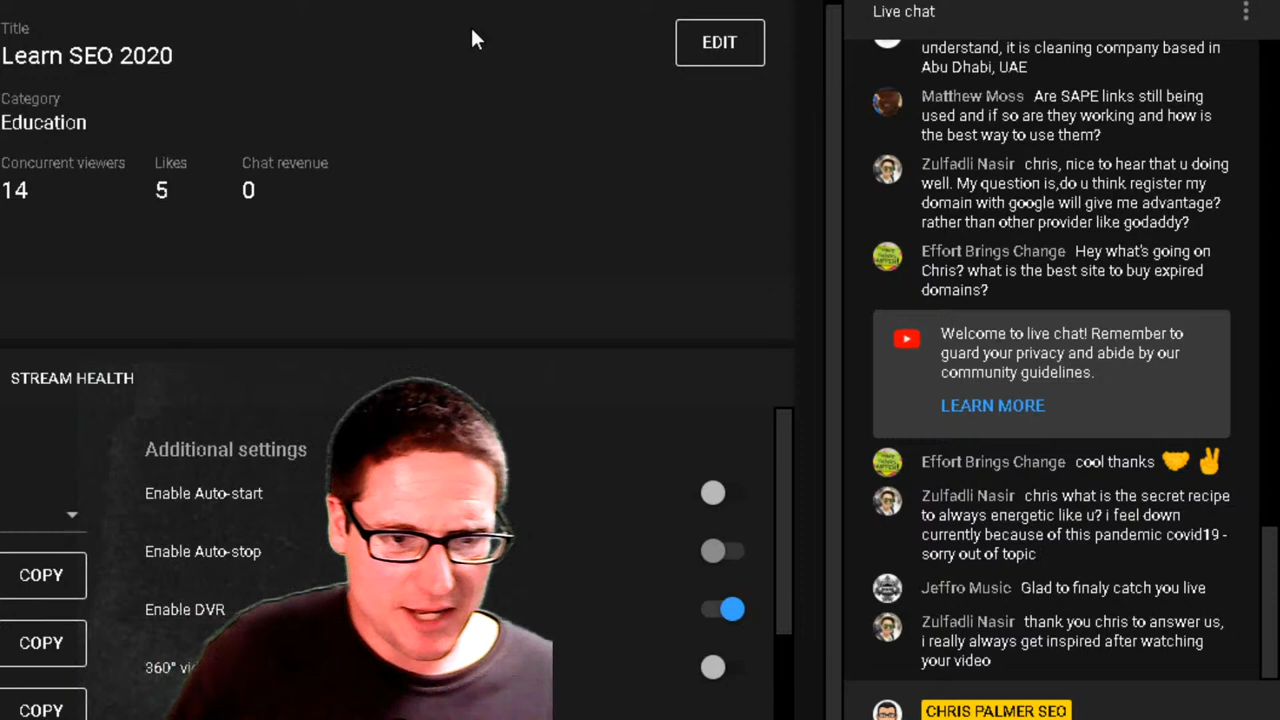 Title
Learn SEO 2020
EDIT
Category
Education
Concurrent viewers
Likes
Chat revenue
14
5
0
STREAM HEALTH
Additional settings
Enable Auto-start
Enable Auto-stop
Enable DVR
360° vi
COPY
COPY
COPY
Live chat
understand, it is cleaning company based in
Abu Dhabi, UAE
Matthew Moss Are SAPE links still being
used and if so are they working and how is
the best way to use them?
Zulfadli Nasir chris, nice to hear that u doing
well. My question is,do u think register my
domain with google will give me advantage?
rather than other provider like godaddy?
Effort Brings Change Hey what's going on
Chris? what is the best site to buy expired
domains?
Welcome to live chat! Remember to
guard your privacy and abide by our
community guidelines.
LEARN MORE
Effort Brings Change cool thanks
Zulfadli Nasir chris what is the secret recipe
to always energetic like u? i feel down
currently because of this pandemic covid19 -
sorry out of topic
Jeffro Music Glad to finaly catch you live
Zulfadli Nasir thank you chris to answer us,
i really always get inspired after watching
your video
CHRIS PALMER SEO